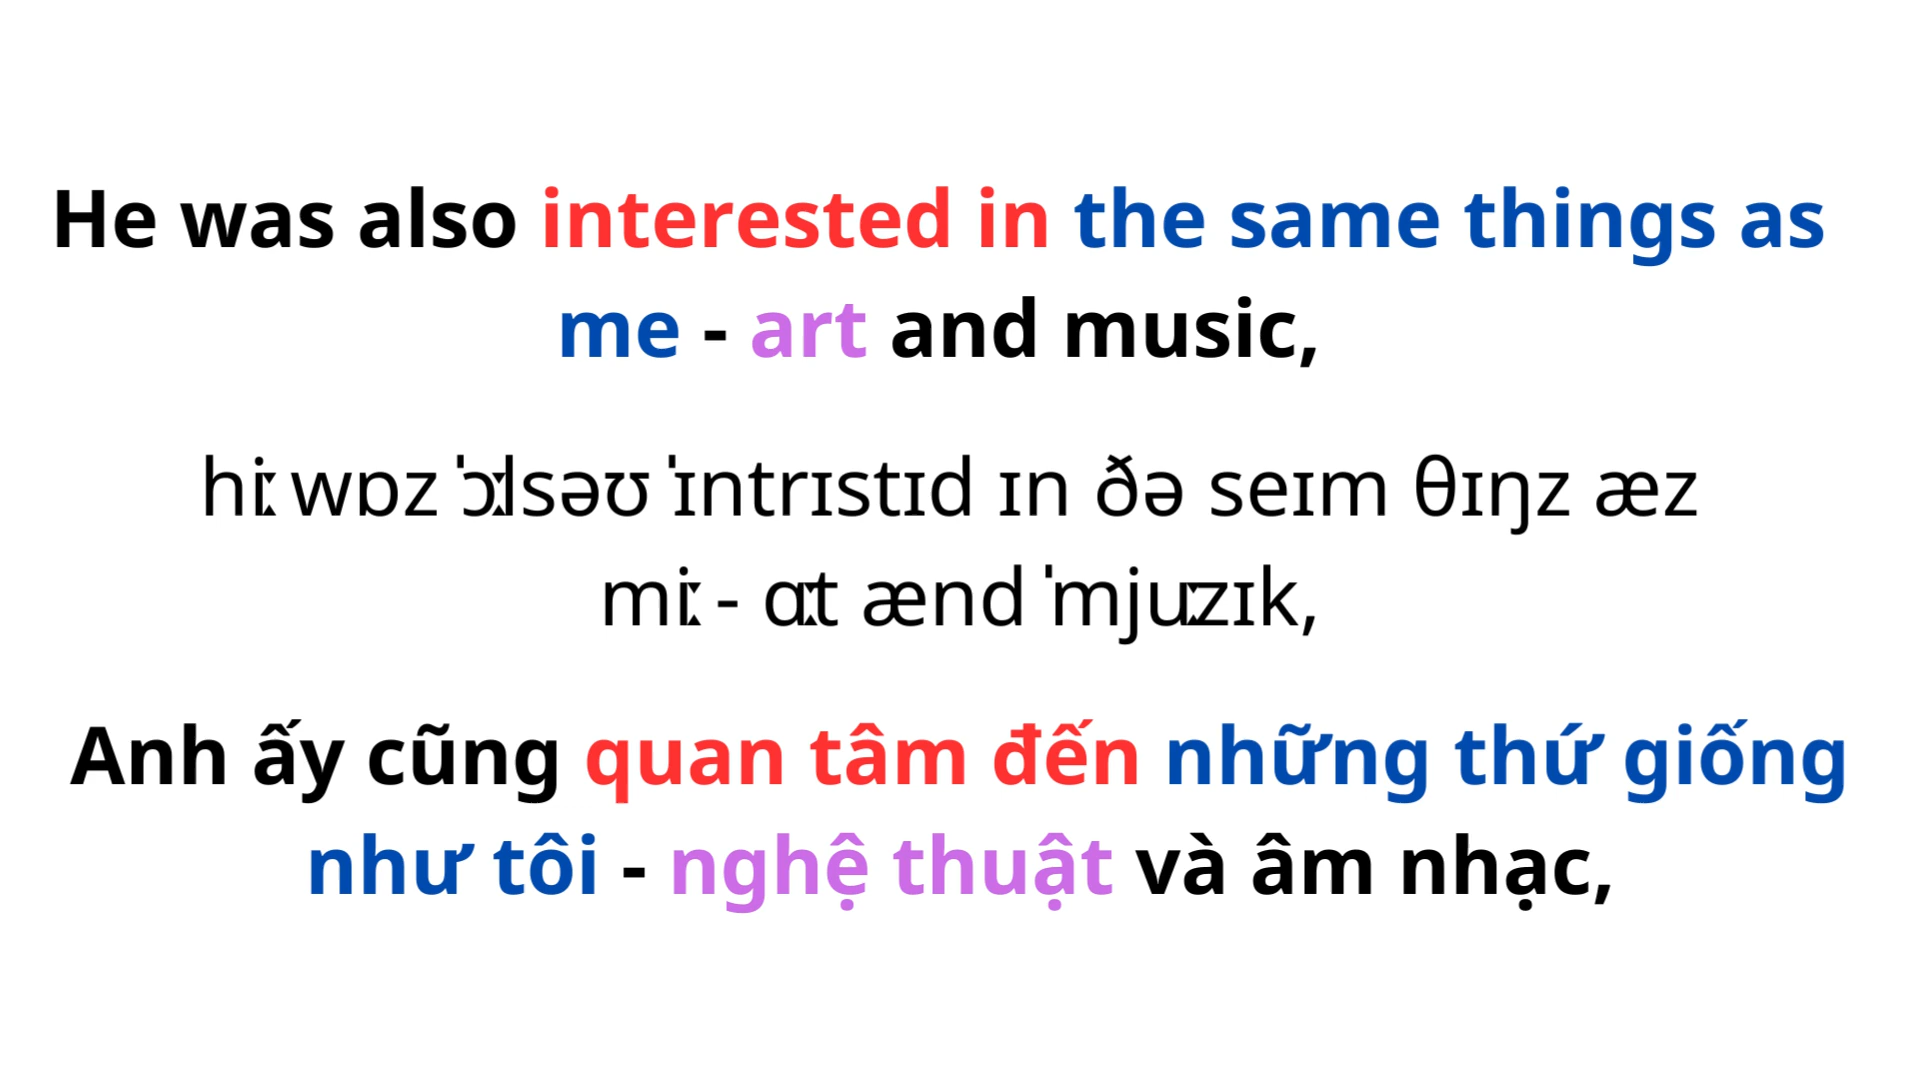 He was also interested in the same things as
me - art and music,
hiː wɒz ˈɔːlsəʊ ˈɪntrɪstɪd ɪn ðə seɪm θɪŋz æz
miː - ɑːt ænd ˈmjuːzɪk,
Anh ấy cũng quan tâm đến những thứ giống
như tôi - nghệ thuật và âm nhạc,